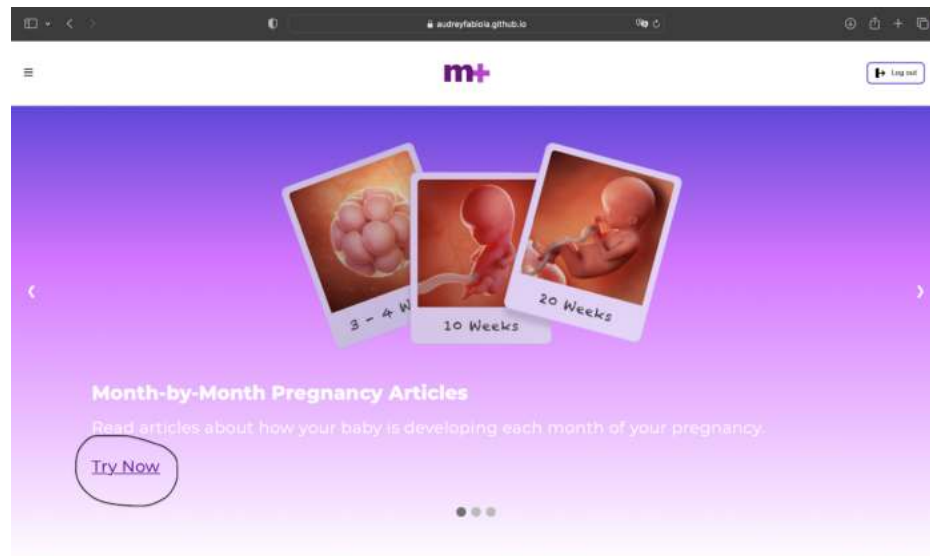 audreyfabiola.github.io
m+
Log out
3 - 4 W
10 Weeks
20 Weeks
Month-by-Month Pregnancy Articles
Read articles about how your baby is developing each month of your pregnancy.
Try Now